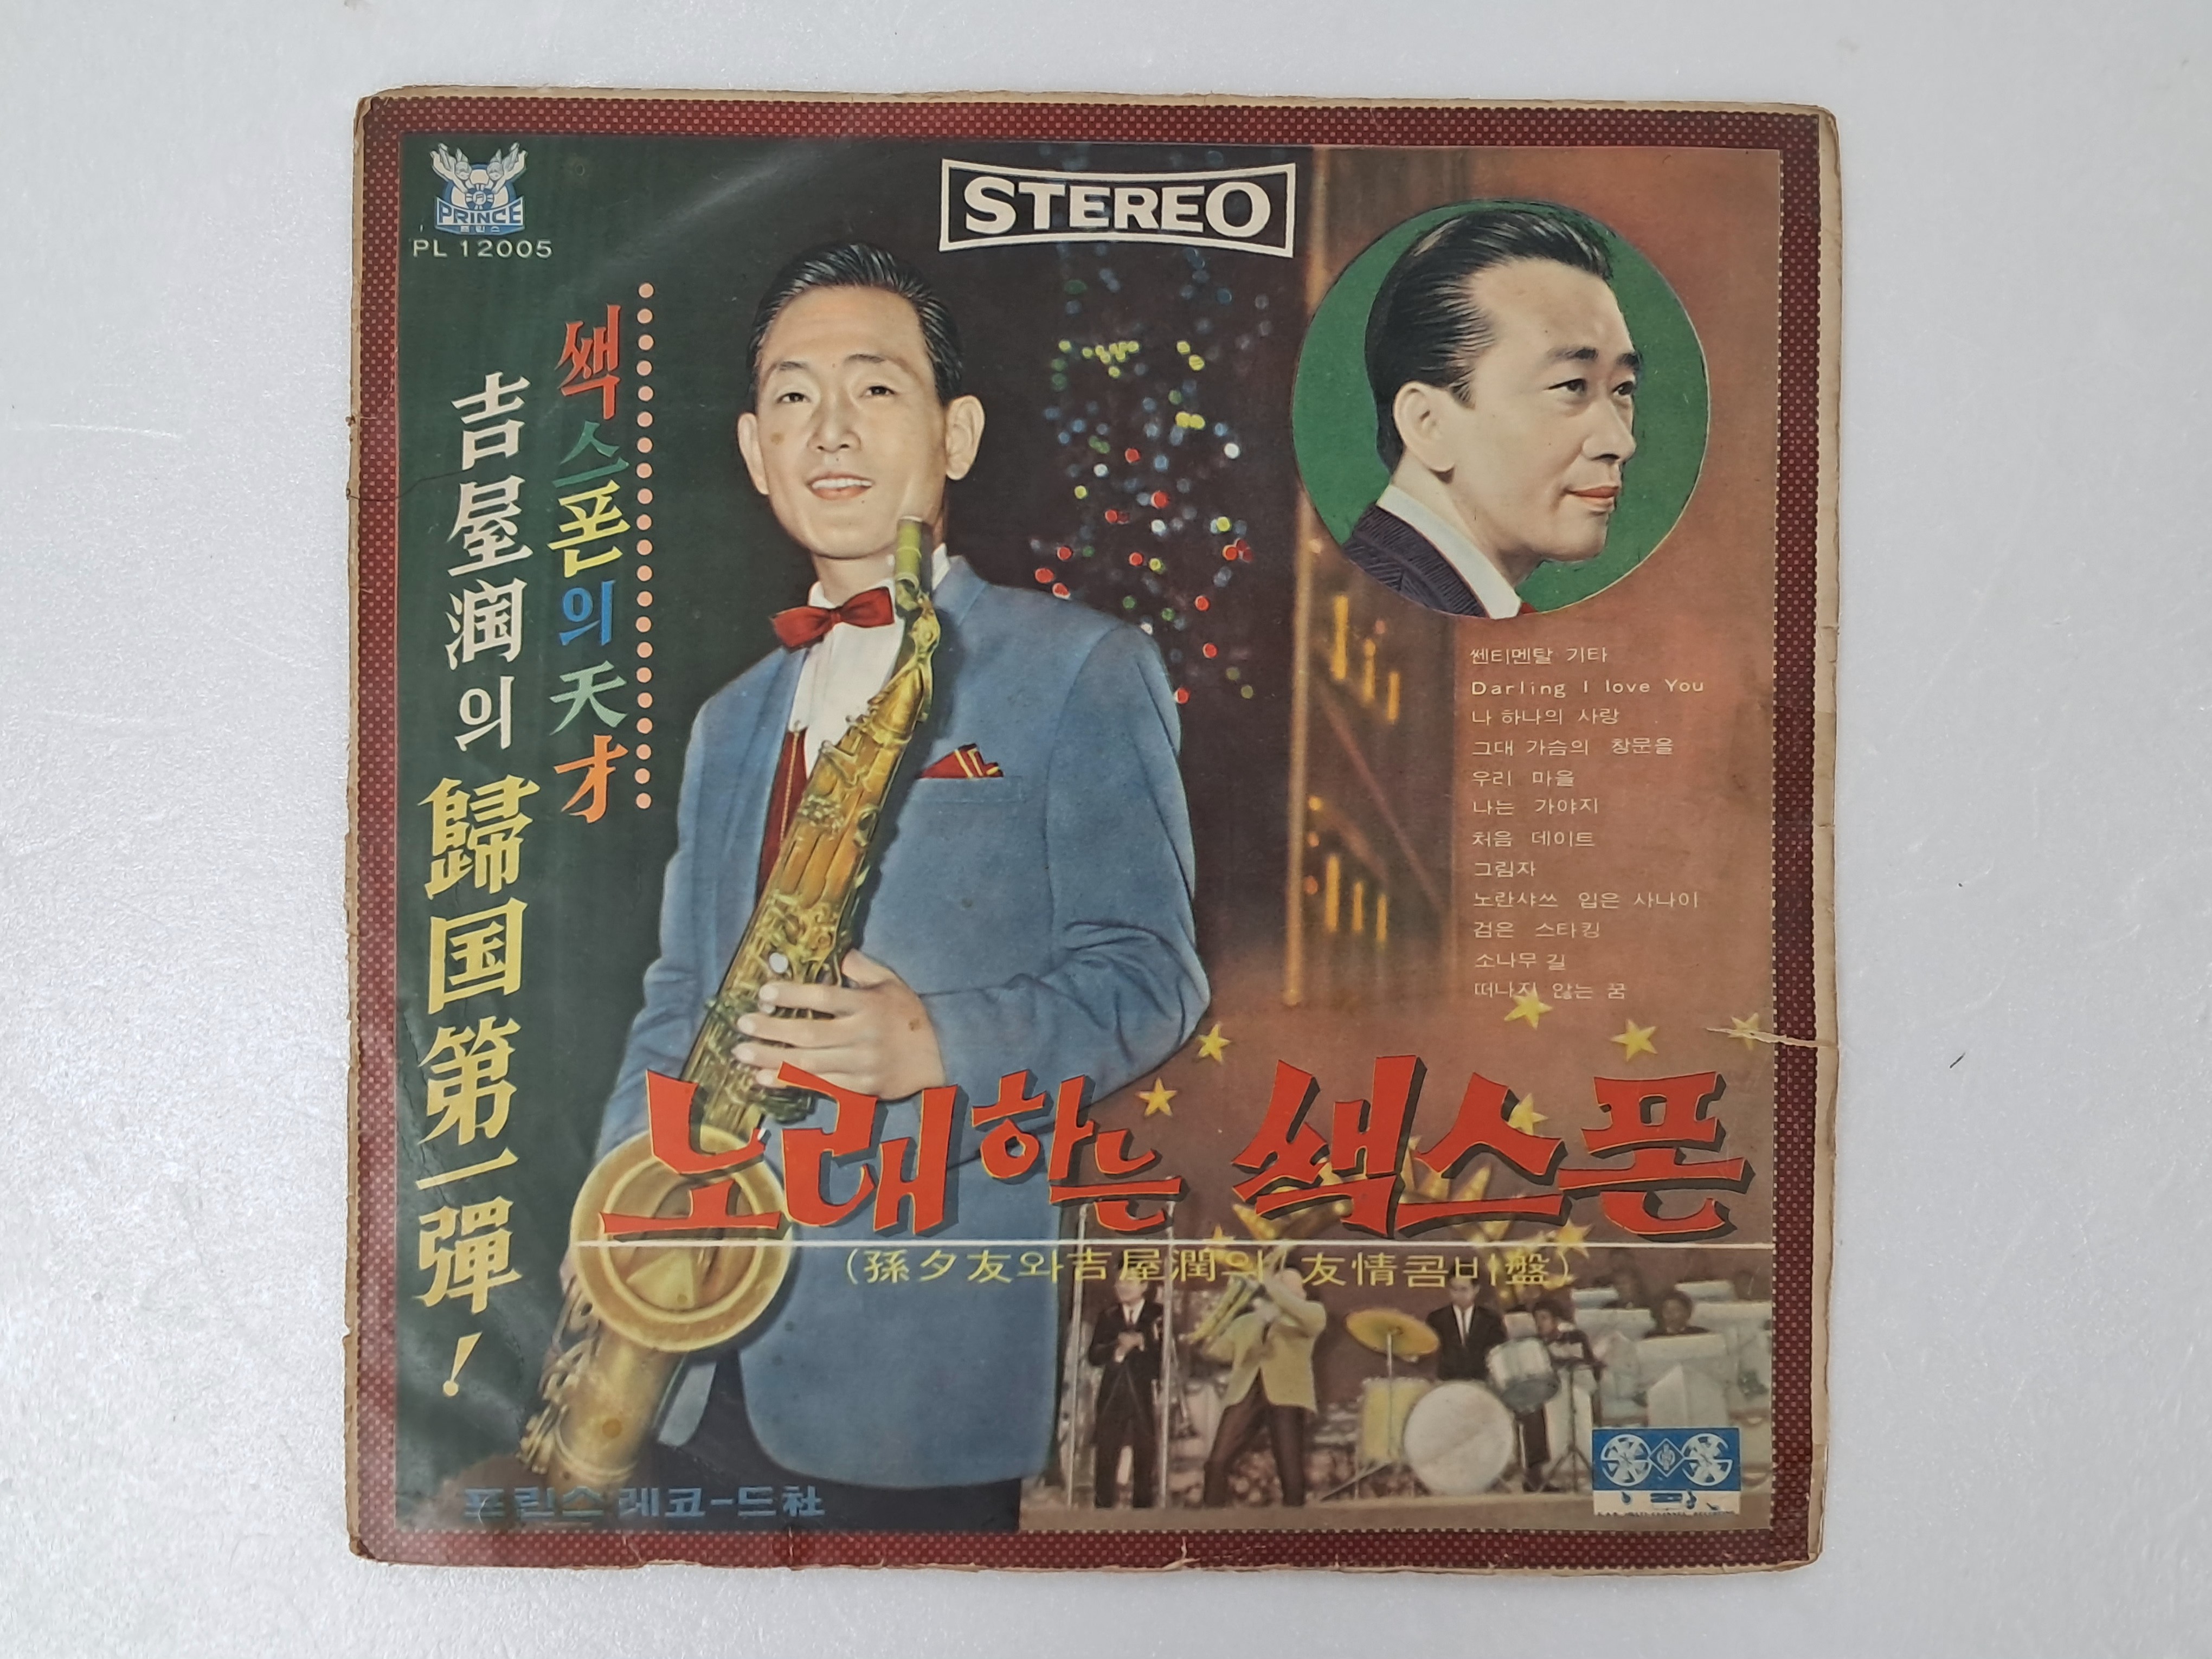 PRINCE
프린스
PL 12005
STEREO
쌕스폰의 天才
吉屋润의 歸国第一彈!
쎈티멘탈 기타
Darling I love You
나 하나의 사랑
그대 가슴의 창문을
우리 마을
나는 가야지
처음 데이트
그림자
노란샤쓰 입은 사나이
검은 스타킹
소나무 길
떠나지 않는 꿈
노래하는 쌕스폰
(孫夕友와 吉屋潤의 友情콤비盤)
프린스레코-드社